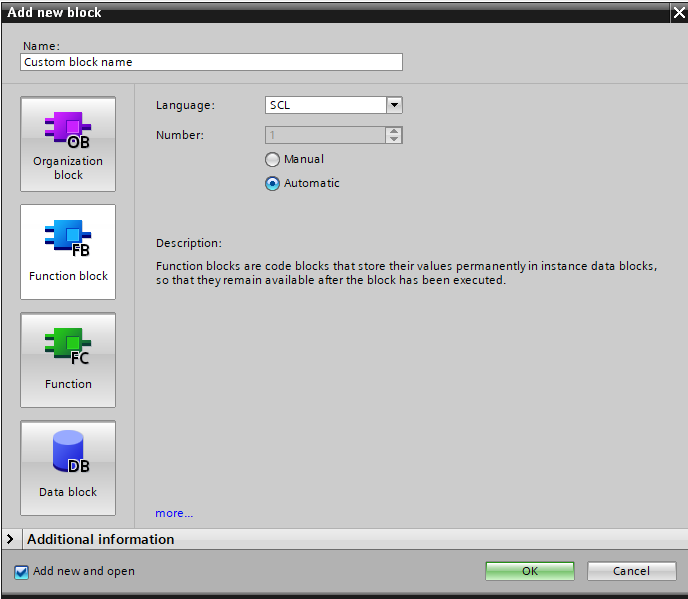 Add new block
Name:
Custom block name
OB
Organization
block
FB
Function block
FC
Function
DB
Data block
Language:
SCL
Number:
1
Manual
Automatic
Description:
Function blocks are code blocks that store their values permanently in instance data blocks,
so that they remain available after the block has been executed.
more...
Additional information
Add new and open
OK
Cancel